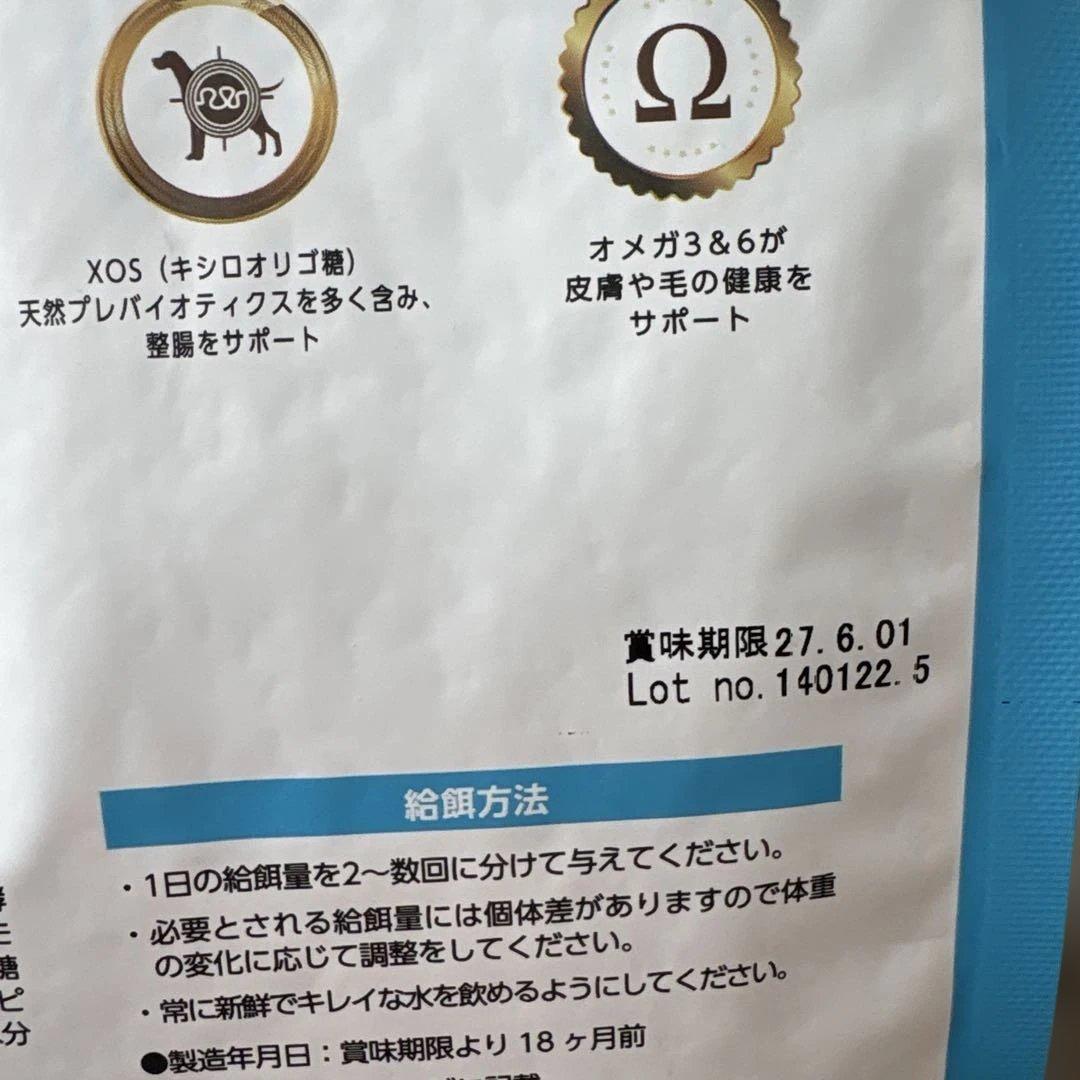 Ω
XOS（キシロオリゴ糖）
天然プレバイオティクスを多く含み、
整腸をサポート
オメガ3＆6が
皮膚や毛の健康を
サポート
賞味期限27.6.01
Lot no.140122.5
給餌方法
・1日の給餌量を2〜数回に分けて与えてください。
・必要とされる給餌量には個体差がありますので体重
の変化に応じて調整をしてください。
・常に新鮮でキレイな水を飲めるようにしてください。
糖
ピ
分
●製造年月日：賞味期限より 18 ヶ月前